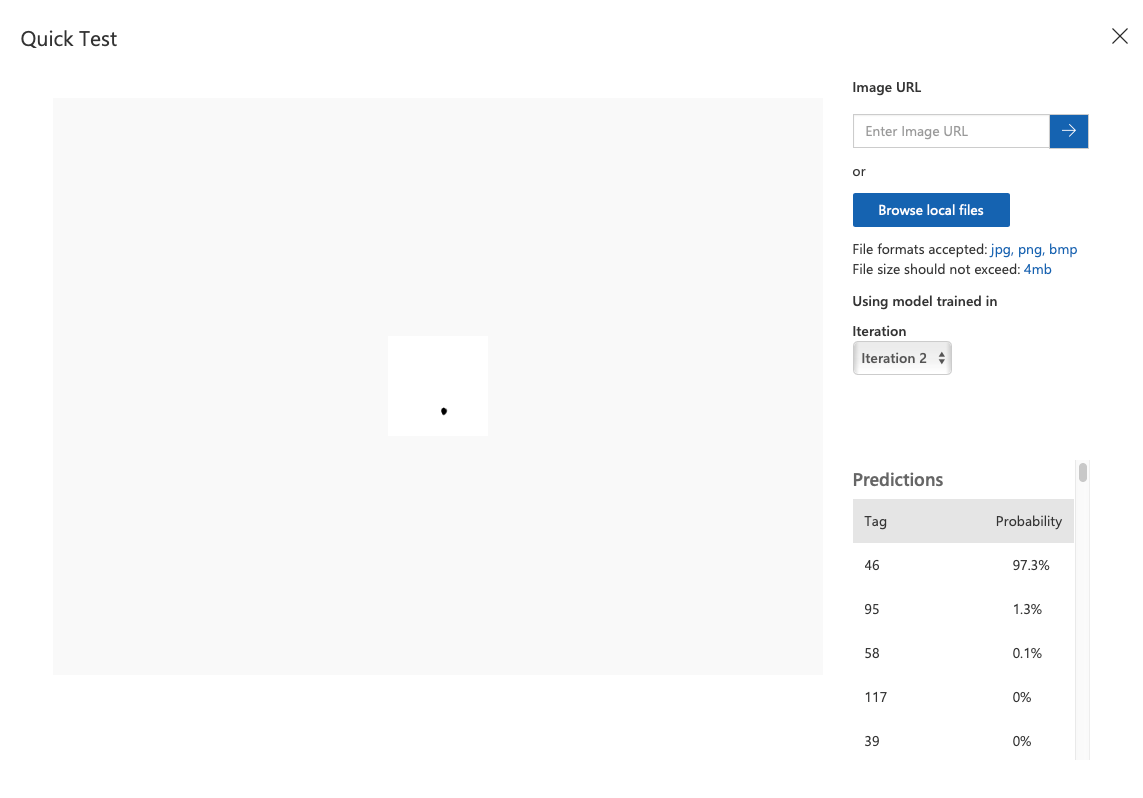 Quick Test
Image URL
Enter Image URL
or
Browse local files
File formats accepted: jpg, png, bmp
File size should not exceed: 4mb
Using model trained in
Iteration
Iteration 2
Predictions
Tag Probability
46 97.3%
95 1.3%
58 0.1%
117 0%
39 0%